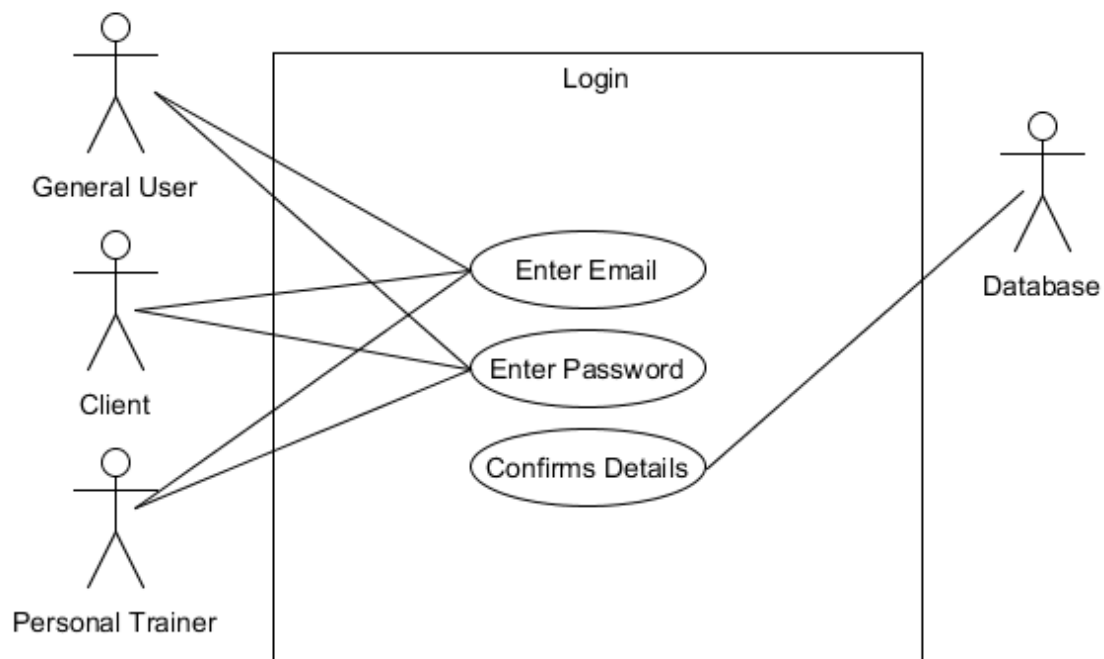 Login
General User
Enter Email
Database
Enter Password
Client
Confirms Details
Personal Trainer